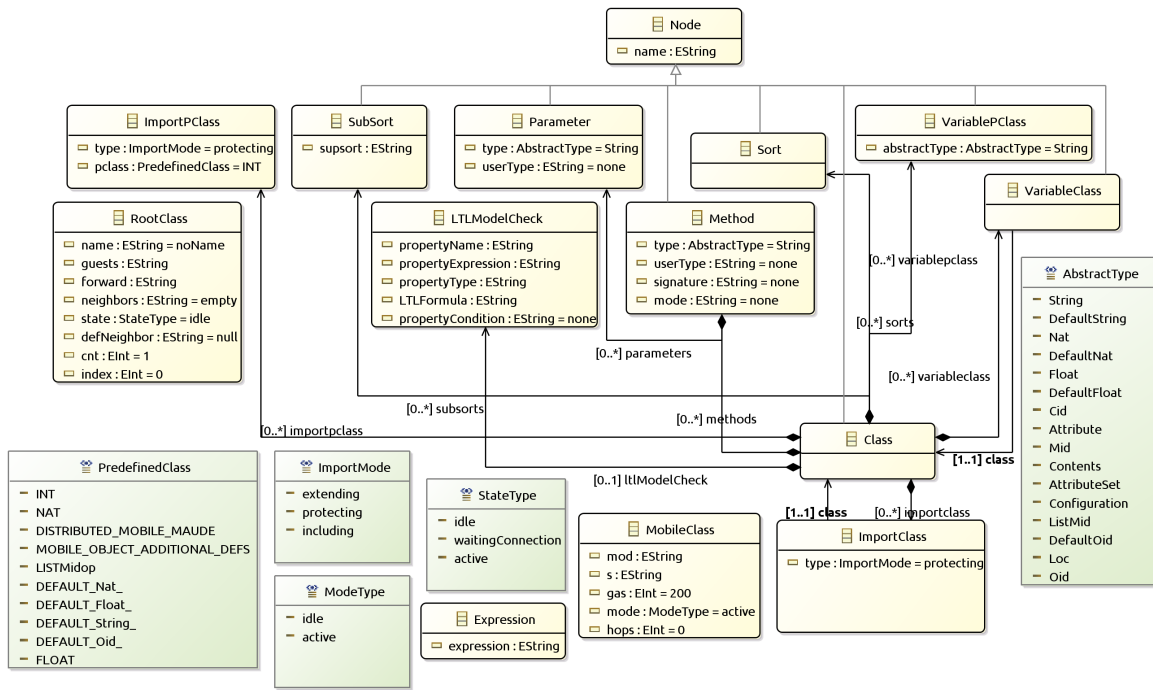 Node
name : EString
ImportPClass
type : ImportMode = protecting
pclass : PredefinedClass = INT
SubSort
supsort : EString
Parameter
type : AbstractType = String
userType : EString = none
Sort
VariablePClass
abstractType : AbstractType = String
VariableClass
RootClass
name : EString = noName
guests : EString
forward : EString
neighbors : EString = empty
state : StateType = idle
defNeighbor : EString = null
cnt : EInt = 1
index : EInt = 0
LTLModelCheck
propertyName : EString
propertyExpression : EString
propertyType : EString
LTLFormula : EString
propertyCondition : EString = none
Method
type : AbstractType = String
userType : EString = none
signature : EString = none
mode : EString = none
[0..*] variablepclass
[0..*] sorts
[0..*] parameters
[0..*] variableclass
[0..*] subsorts
[0..*] methods
[0..*] importpclass
[0..1] ltlModelCheck
Class
[1..1] class
[1..1] class
[0..*] importclass
AbstractType
String
DefaultString
Nat
DefaultNat
Float
DefaultFloat
Cid
Attribute
Mid
Contents
AttributeSet
Configuration
ListMid
DefaultOid
Loc
Oid
PredefinedClass
INT
NAT
DISTRIBUTED_MOBILE_MAUDE
MOBILE_OBJECT_ADDITIONAL_DEFS
LISTMidop
DEFAULT_Nat_
DEFAULT_Float_
DEFAULT_String_
DEFAULT_Oid_
FLOAT
ImportMode
extending
protecting
including
StateType
idle
waitingConnection
active
ModeType
idle
active
Expression
expression : EString
MobileClass
mod : EString
s : EString
gas : EInt = 200
mode : ModeType = active
hops : EInt = 0
ImportClass
type : ImportMode = protecting